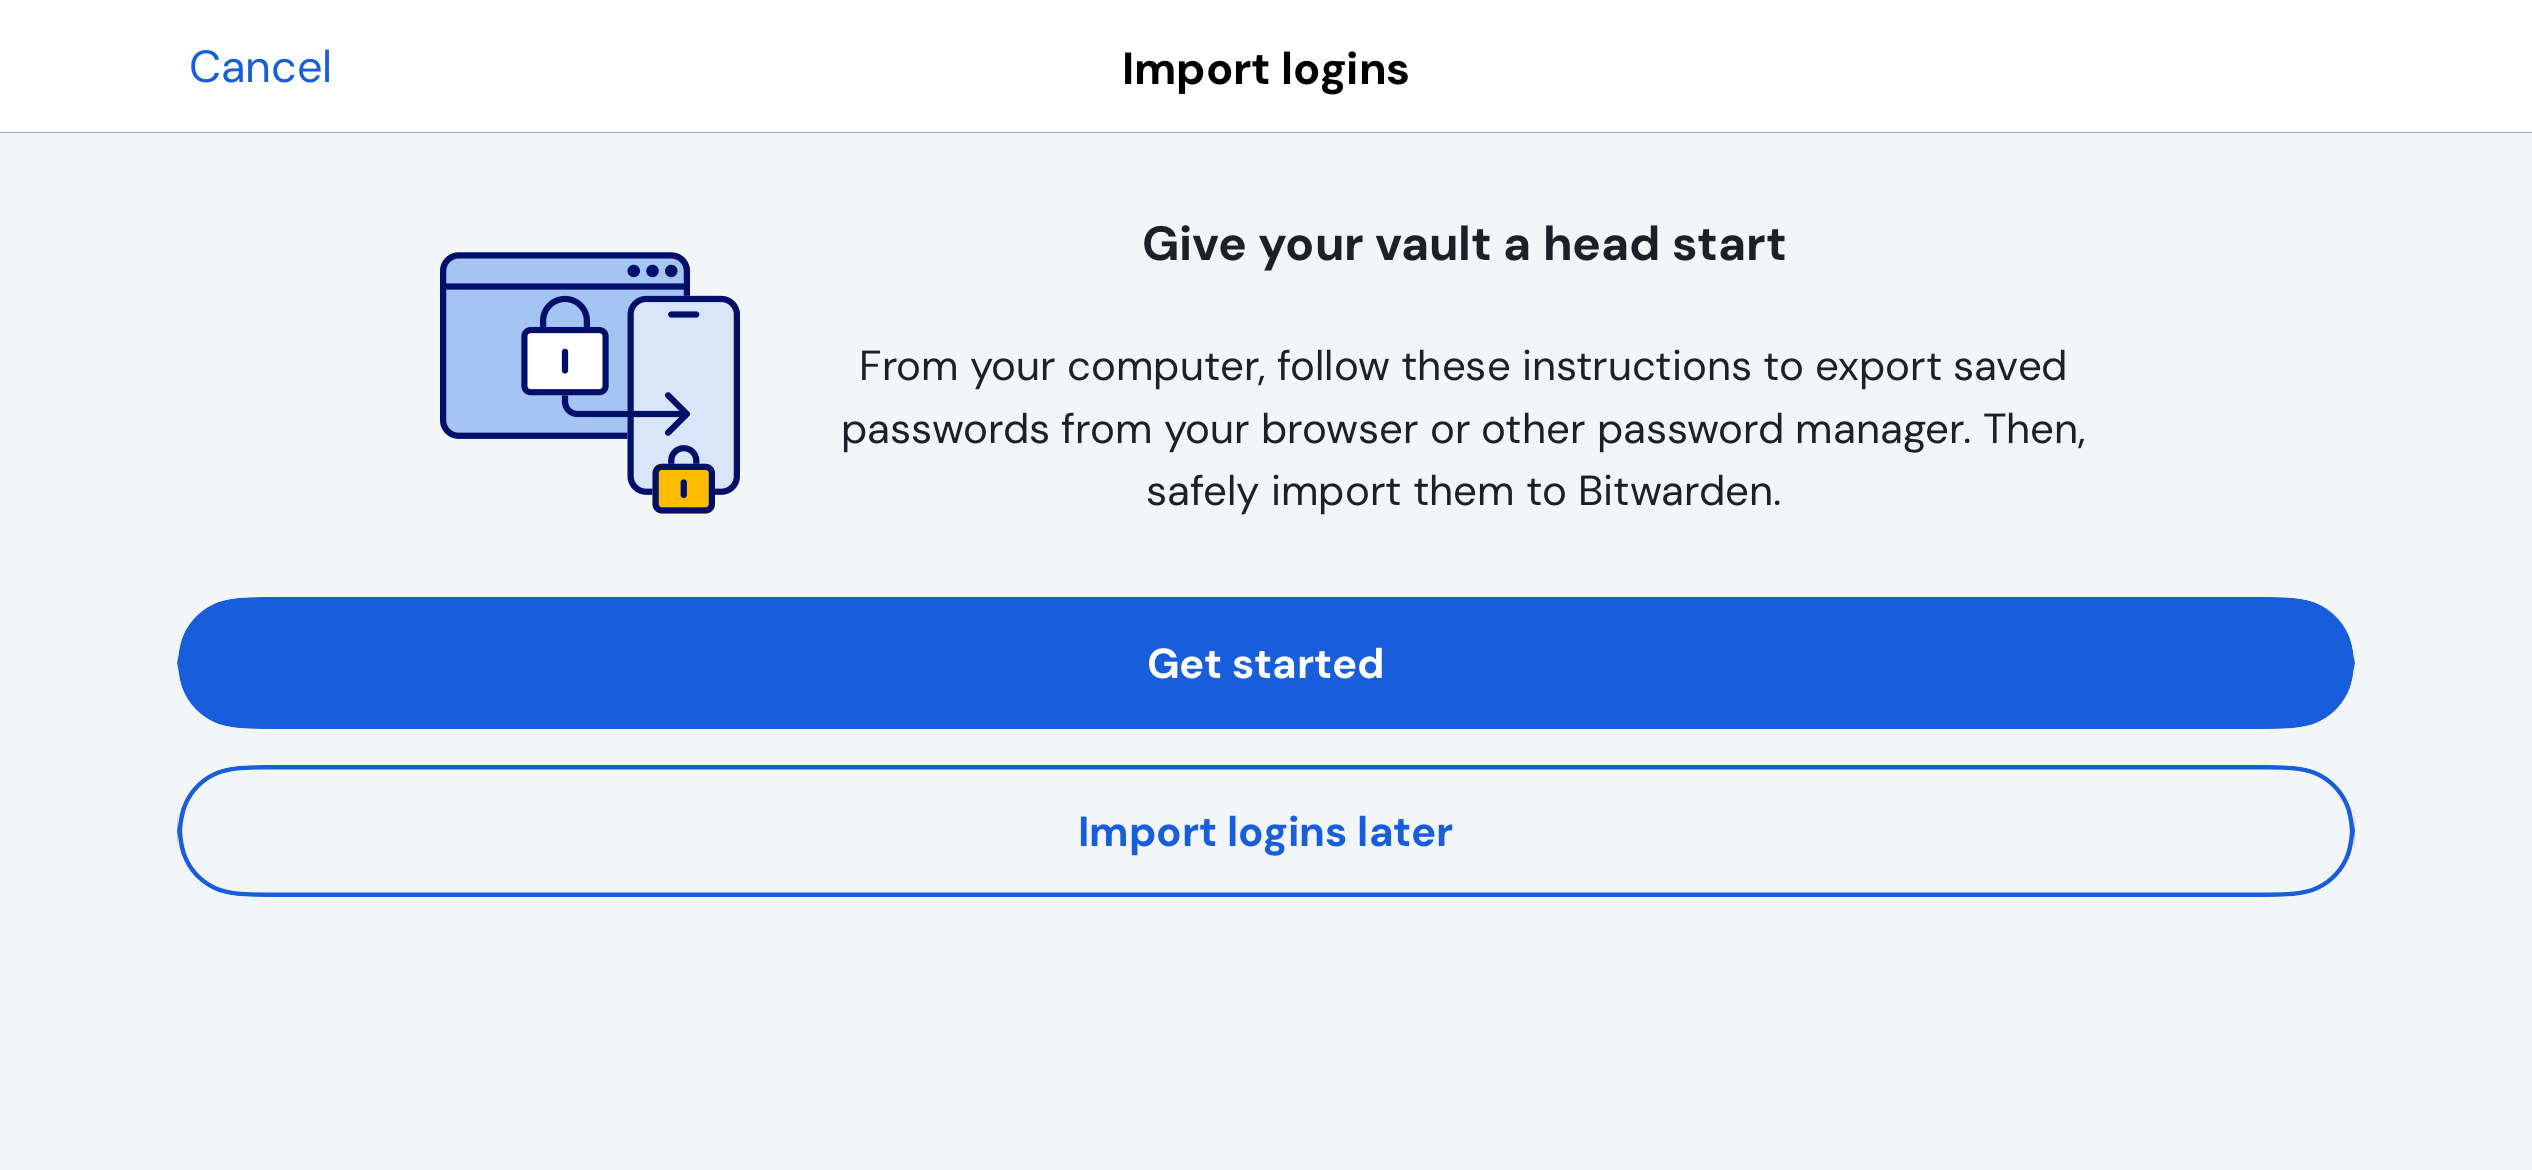 Cancel
Import logins
Give your vault a head start
From your computer, follow these instructions to export saved
passwords from your browser or other password manager. Then,
safely import them to Bitwarden.
Get started
Import logins later